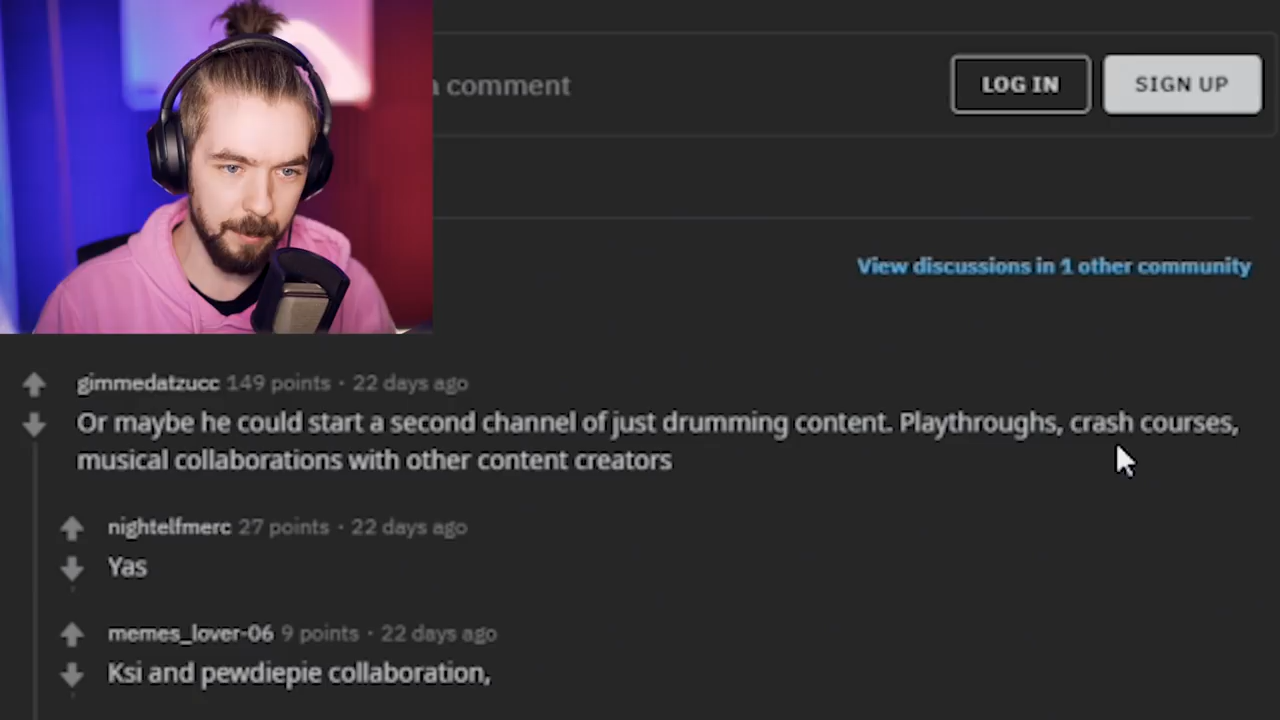 a comment
LOG IN
SIGN UP
View discussions in 1 other community
gimmedatzucc 149 points · 22 days ago
Or maybe he could start a second channel of just drumming content. Playthroughs, crash courses,
musical collaborations with other content creators
nightelfmerc 27 points · 22 days ago
Yas
memes_lover-06 9 points · 22 days ago
Ksi and pewdiepie collaboration,